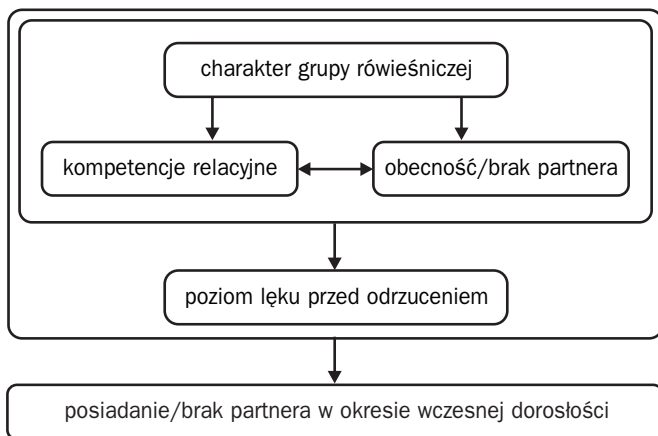 charakter grupy rówieśniczej
kompetencje relacyjne
obecność/brak partnera
poziom lęku przed odrzuceniem
posiadanie/brak partnera w okresie wczesnej dorosłości